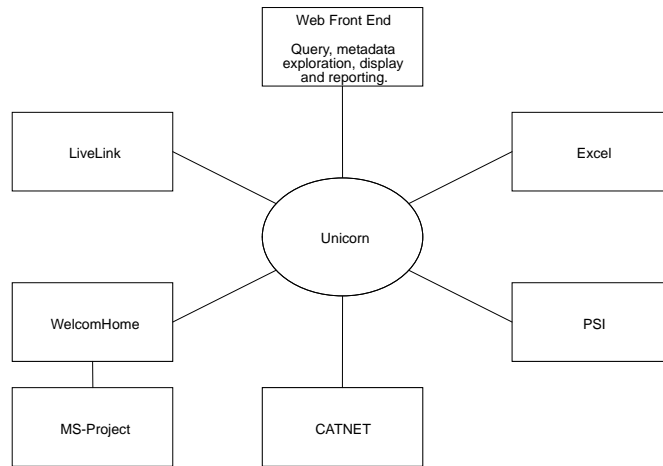 Web Front End
Query, metadata
exploration, display
and reporting.
LiveLink
Excel
Unicorn
WelcomHome
PSI
MS-Project
CATNET